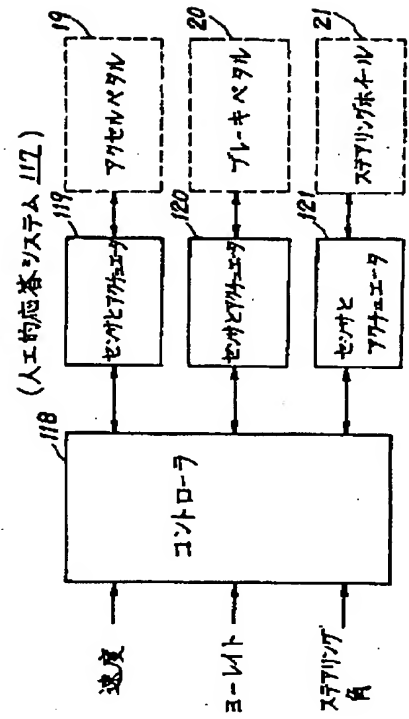 (人工的応答システム 117)
118
コントローラ
速度
ヨーレイト
ステアリング
角
119
センサとアクチュエータ
19
アクセルペダル
120
センサとアクチュエータ
20
ブレーキペダル
121
センサと
アクチュエータ
21
ステアリングホイール